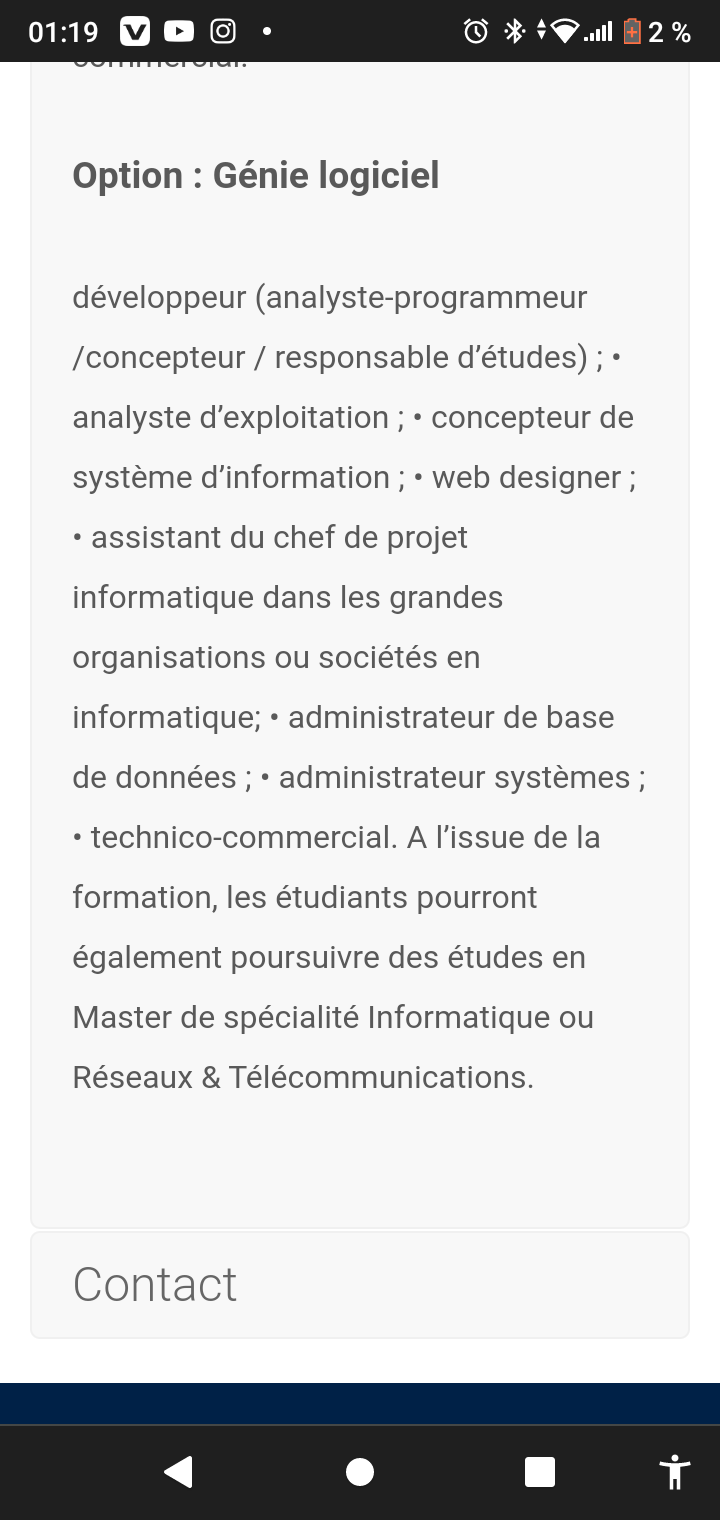 01:19
2 %
commercial.
Option : Génie logiciel
développeur (analyste-programmeur
/concepteur / responsable d’études) ; •
analyste d’exploitation ; • concepteur de
système d’information ; • web designer ;
• assistant du chef de projet
informatique dans les grandes
organisations ou sociétés en
informatique; • administrateur de base
de données ; • administrateur systèmes ;
• technico-commercial. A l’issue de la
formation, les étudiants pourront
également poursuivre des études en
Master de spécialité Informatique ou
Réseaux & Télécommunications.
Contact